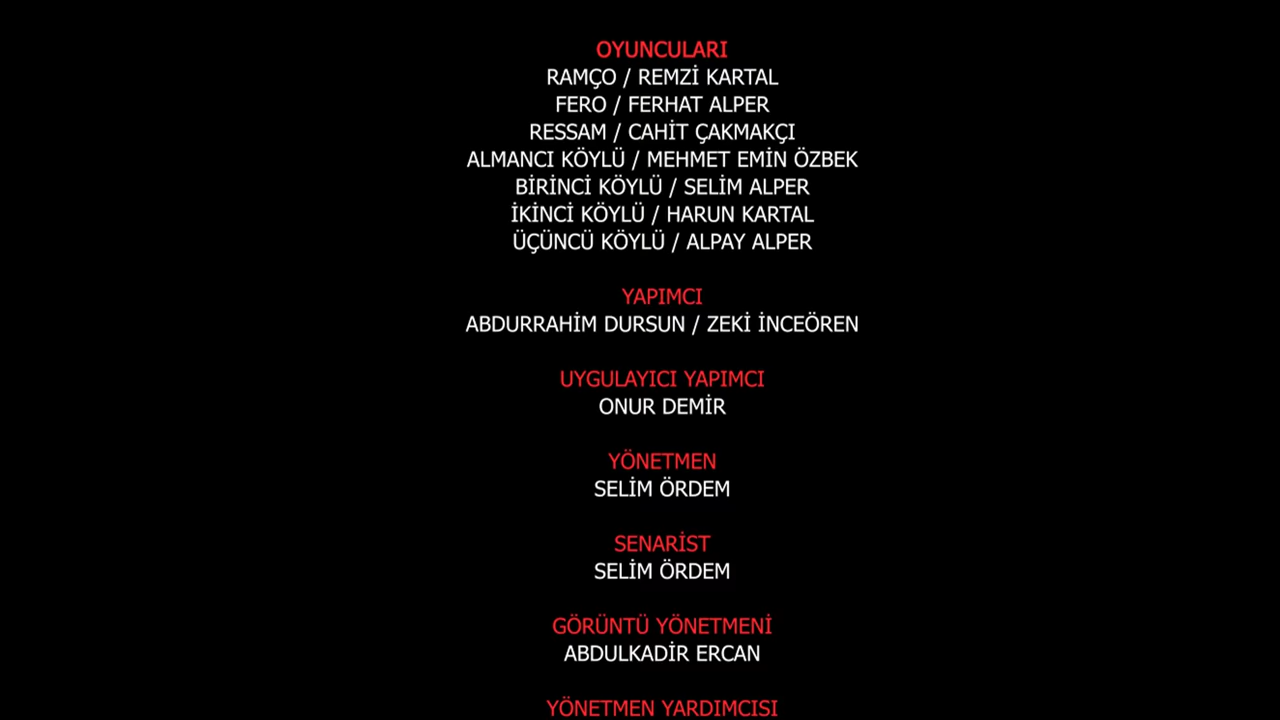 OYUNCULARI
RAMÇO / REMZİ KARTAL
FERO / FERHAT ALPER
RESSAM / CAHİT ÇAKMAKÇI
ALMANCI KÖYLÜ / MEHMET EMİN ÖZBEK
BİRİNCİ KÖYLÜ / SELİM ALPER
İKİNCİ KÖYLÜ / HARUN KARTAL
ÜÇÜNCÜ KÖYLÜ / ALPAY ALPER
YAPIMCI
ABDURRAHİM DURSUN / ZEKİ İNCEÖREN
UYGULAYICI YAPIMCI
ONUR DEMİR
YÖNETMEN
SELİM ÖRDEM
SENARİST
SELİM ÖRDEM
GÖRÜNTÜ YÖNETMENİ
ABDULKADİR ERCAN
YÖNETMEN YARDIMCISI